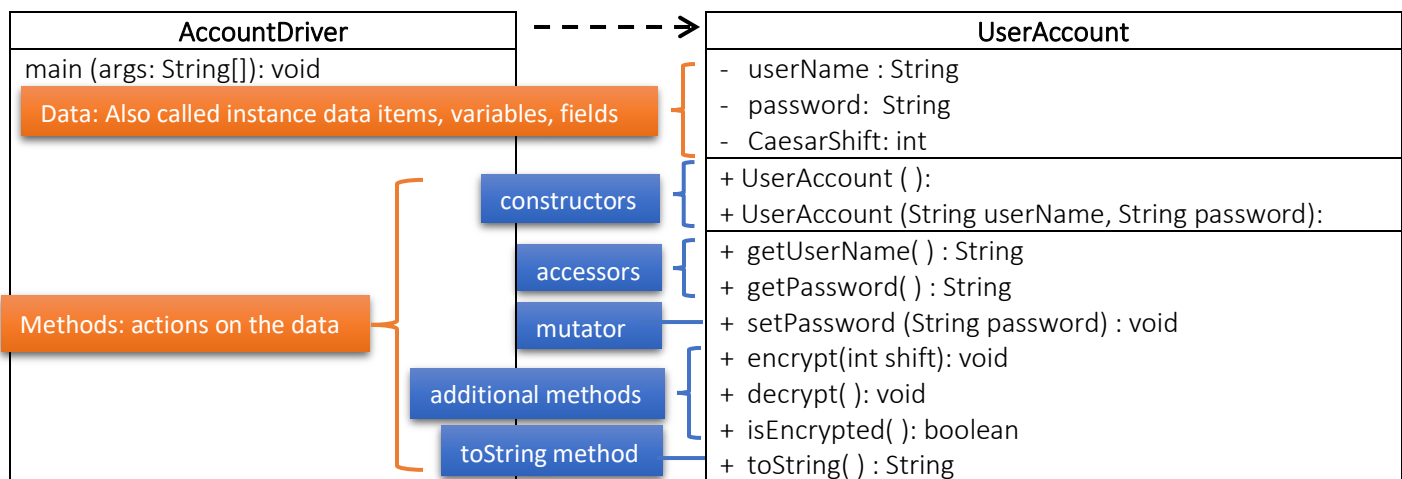 AccountDriver
main (args: String[]): void
Data: Also called instance data items, variables, fields
Methods: actions on the data
constructors
accessors
mutator
additional methods
toString method
UserAccount
- userName : String
- password: String
- CaesarShift: int
+ UserAccount ( ):
+ UserAccount (String userName, String password):
+ getUserName( ) : String
+ getPassword( ) : String
+ setPassword (String password) : void
+ encrypt(int shift): void
+ decrypt( ): void
+ isEncrypted( ): boolean
+ toString( ) : String